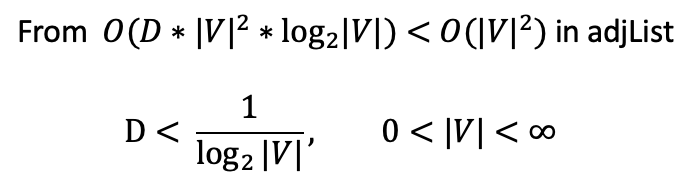 From O(D * |V|² * log₂|V|) < O(|V|²) in adjList
D < 1 / log₂ |V| , 0 < |V| < ∞